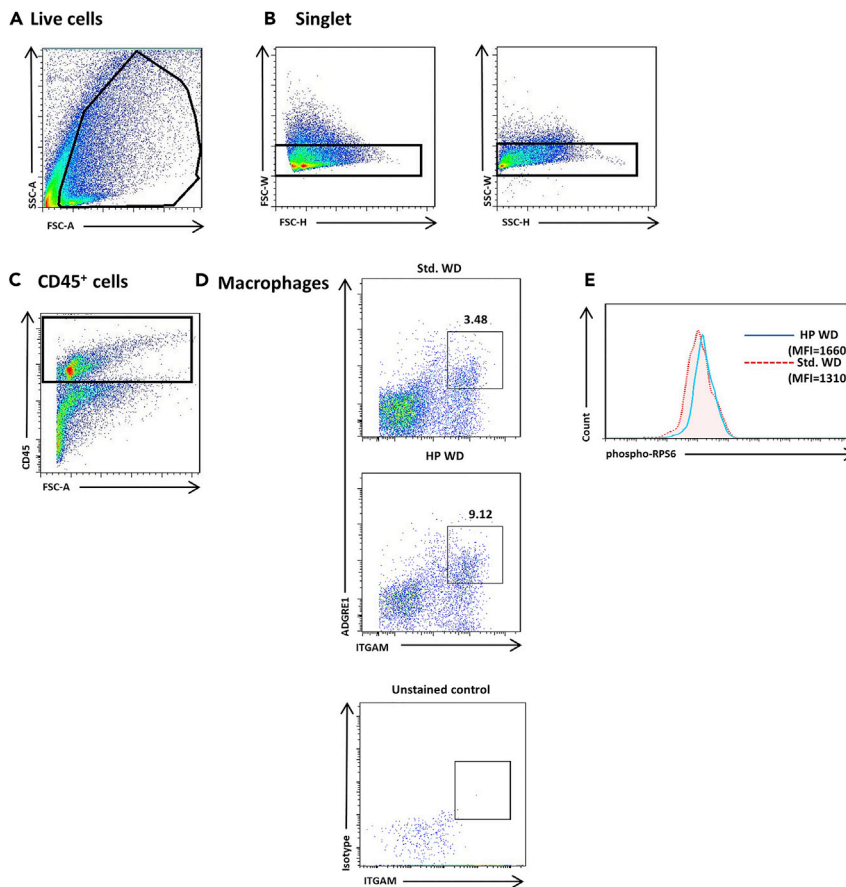 A Live cells
SSC-A
FSC-A
B Singlet
FSC-W
FSC-H
SSC-W
SSC-H
C CD45+ cells
CD45
FSC-A
D Macrophages
Std. WD
3.48
HP WD
9.12
ADGRE1
ITGAM
Unstained control
Isotype
ITGAM
E
Count
HP WD
(MFI=1660
Std. WD
(MFI=1310
phospho-RPS6